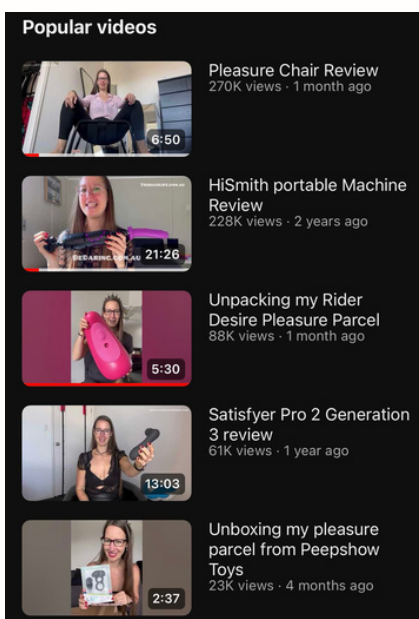 Popular videos
Pleasure Chair Review
270K views · 1 month ago
6:50
HiSmith portable Machine
Review
228K views · 2 years ago
BEDARING.COM.AU
21:26
Unpacking my Rider
Desire Pleasure Parcel
88K views · 1 month ago
5:30
Satisfyer Pro 2 Generation
3 review
61K views · 1 year ago
13:03
Unboxing my pleasure
parcel from Peepshow
Toys
23K views · 4 months ago
2:37